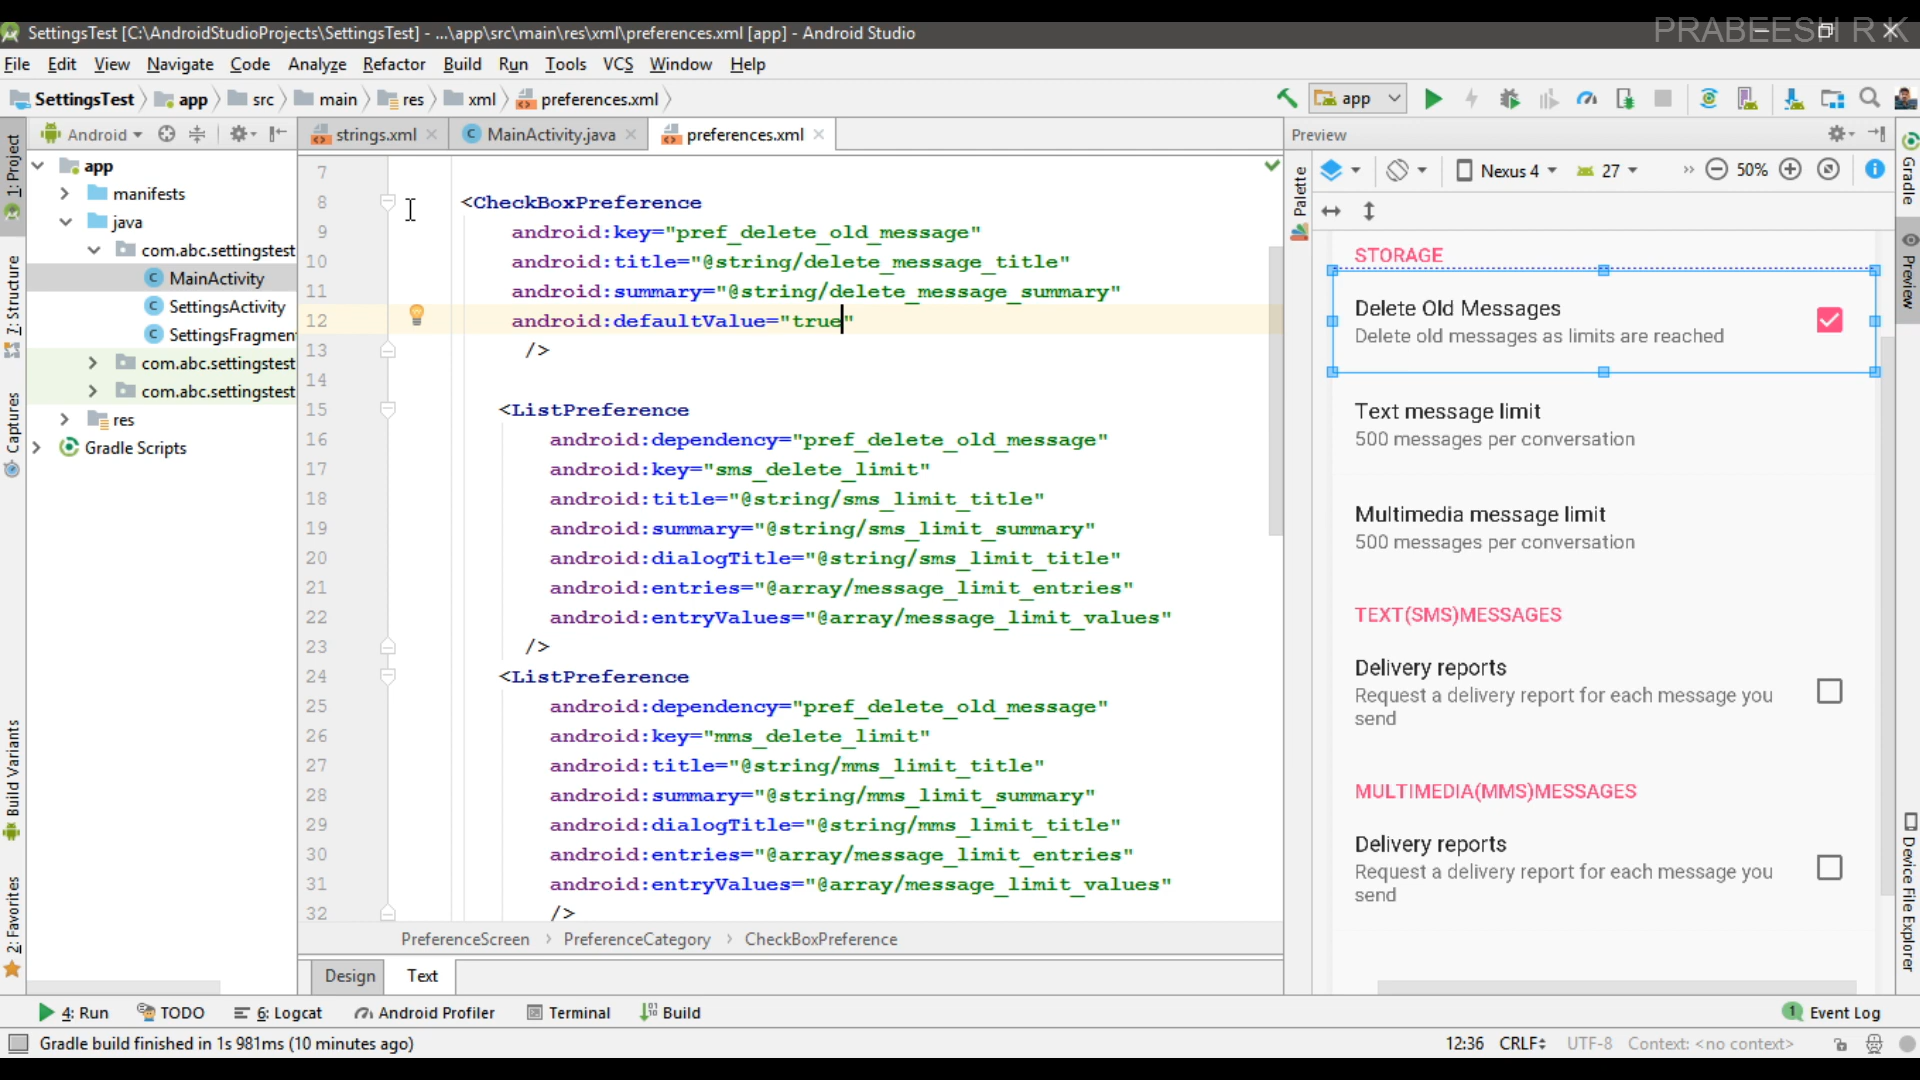 PRABEESH R K
SettingsTest [C:\AndroidStudioProjects\SettingsTest] - ...\app\src\main\res\xml\preferences.xml [app] - Android Studio
File Edit View Navigate Code Analyze Refactor Build Run Tools VCS Window Help
SettingsTest app src main res xml preferences.xml
app
Android
strings.xml
MainActivity.java
preferences.xml
Preview
1: Project
7: Structure
Captures
Build Variants
2: Favorites
app
manifests
java
com.abc.settingstest
MainActivity
SettingsActivity
SettingsFragmen
com.abc.settingstest
com.abc.settingstest
res
Gradle Scripts
7
8 <CheckBoxPreference
9 android:key="pref_delete_old_message"
10 android:title="@string/delete_message_title"
11 android:summary="@string/delete_message_summary"
12 android:defaultValue="true"
13 />
14
15 <ListPreference
16 android:dependency="pref_delete_old_message"
17 android:key="sms_delete_limit"
18 android:title="@string/sms_limit_title"
19 android:summary="@string/sms_limit_summary"
20 android:dialogTitle="@string/sms_limit_title"
21 android:entries="@array/message_limit_entries"
22 android:entryValues="@array/message_limit_values"
23 />
24 <ListPreference
25 android:dependency="pref_delete_old_message"
26 android:key="mms_delete_limit"
27 android:title="@string/mms_limit_title"
28 android:summary="@string/mms_limit_summary"
29 android:dialogTitle="@string/mms_limit_title"
30 android:entries="@array/message_limit_entries"
31 android:entryValues="@array/message_limit_values"
32 />
PreferenceScreen › PreferenceCategory › CheckBoxPreference
Design Text
Palette
Nexus 4 27 » 50%
STORAGE
Delete Old Messages
Delete old messages as limits are reached
Text message limit
500 messages per conversation
Multimedia message limit
500 messages per conversation
TEXT(SMS)MESSAGES
Delivery reports
Request a delivery report for each message you
send
MULTIMEDIA(MMS)MESSAGES
Delivery reports
Request a delivery report for each message you
send
Gradle
Preview
Device File Explorer
4: Run TODO 6: Logcat Android Profiler Terminal Build 1 Event Log
Gradle build finished in 1s 981ms (10 minutes ago) 12:36 CRLF UTF-8 Context: <no context>